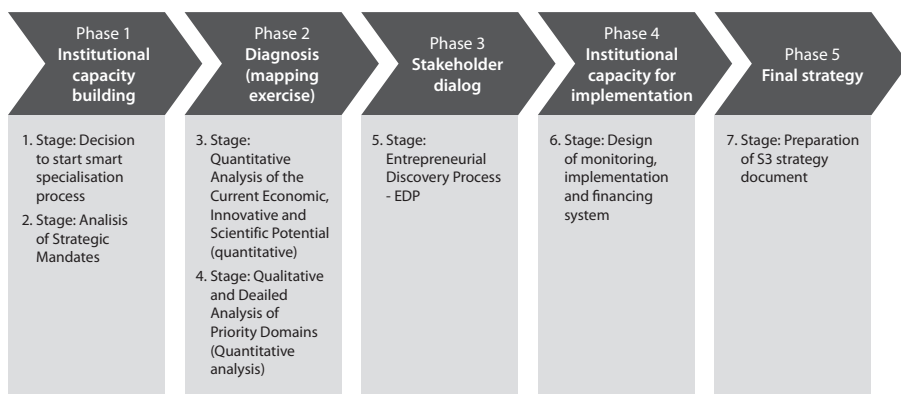 Phase 1
Institutional
capacity
building
1. Stage: Decision
to start smart
specialisation
process
2. Stage: Analisis
of Strategic
Mandates
Phase 2
Diagnosis
(mapping
exercise)
3. Stage:
Quantitative
Analysis of the
Current Economic,
Innovative and
Scientific Potential
(quantitative)
4. Stage: Qualitative
and Deailed
Analysis of
Priority Domains
(Quantitative
analysis)
Phase 3
Stakeholder
dialog
5. Stage:
Entrepreneurial
Discovery Process
- EDP
Phase 4
Institutional
capacity for
implementation
6. Stage: Design
of monitoring,
implementation
and financing
system
Phase 5
Final strategy
7. Stage: Preparation
of S3 strategy
document